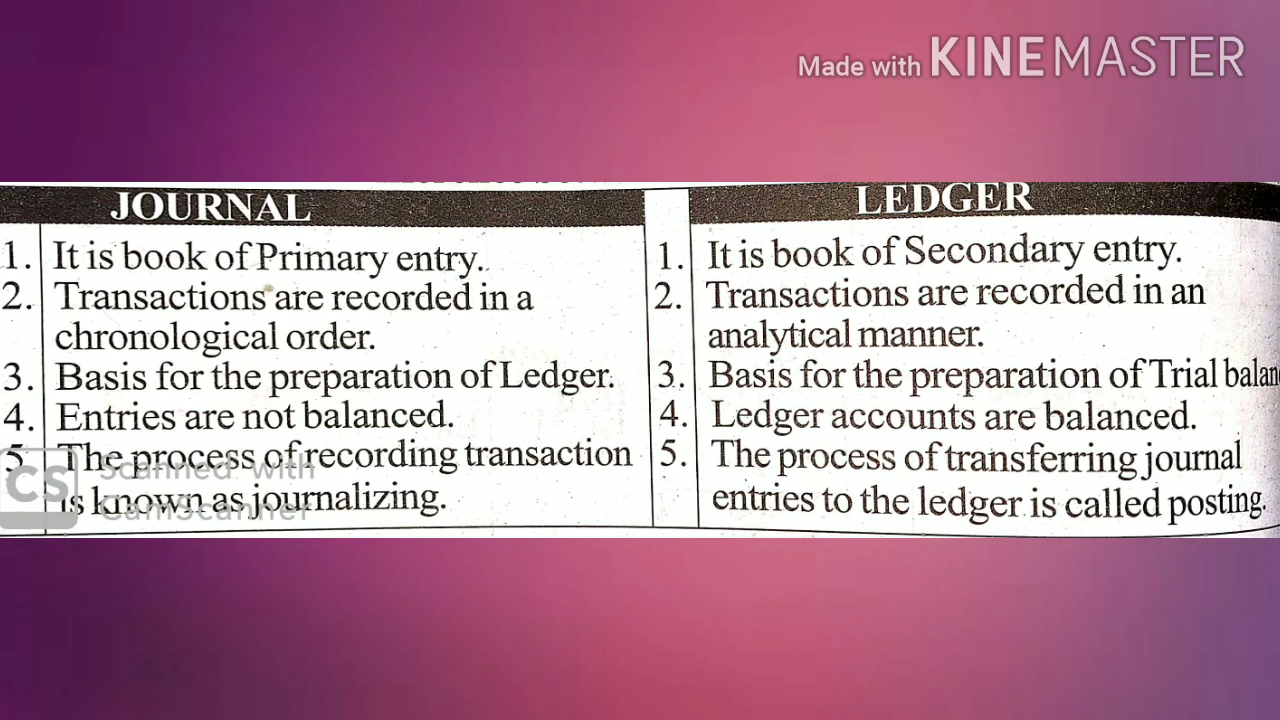 Made with KINEMASTER
JOURNAL
1. It is book of Primary entry.
2. Transactions are recorded in a
chronological order.
3. Basis for the preparation of Ledger.
4. Entries are not balanced.
5. The process of recording transaction
is known as journalizing.
LEDGER
1. It is book of Secondary entry.
2. Transactions are recorded in an
analytical manner.
3. Basis for the preparation of Trial balan
4. Ledger accounts are balanced.
5. The process of transferring journal
entries to the ledger is called posting.
CS Scanned with
CamScanner